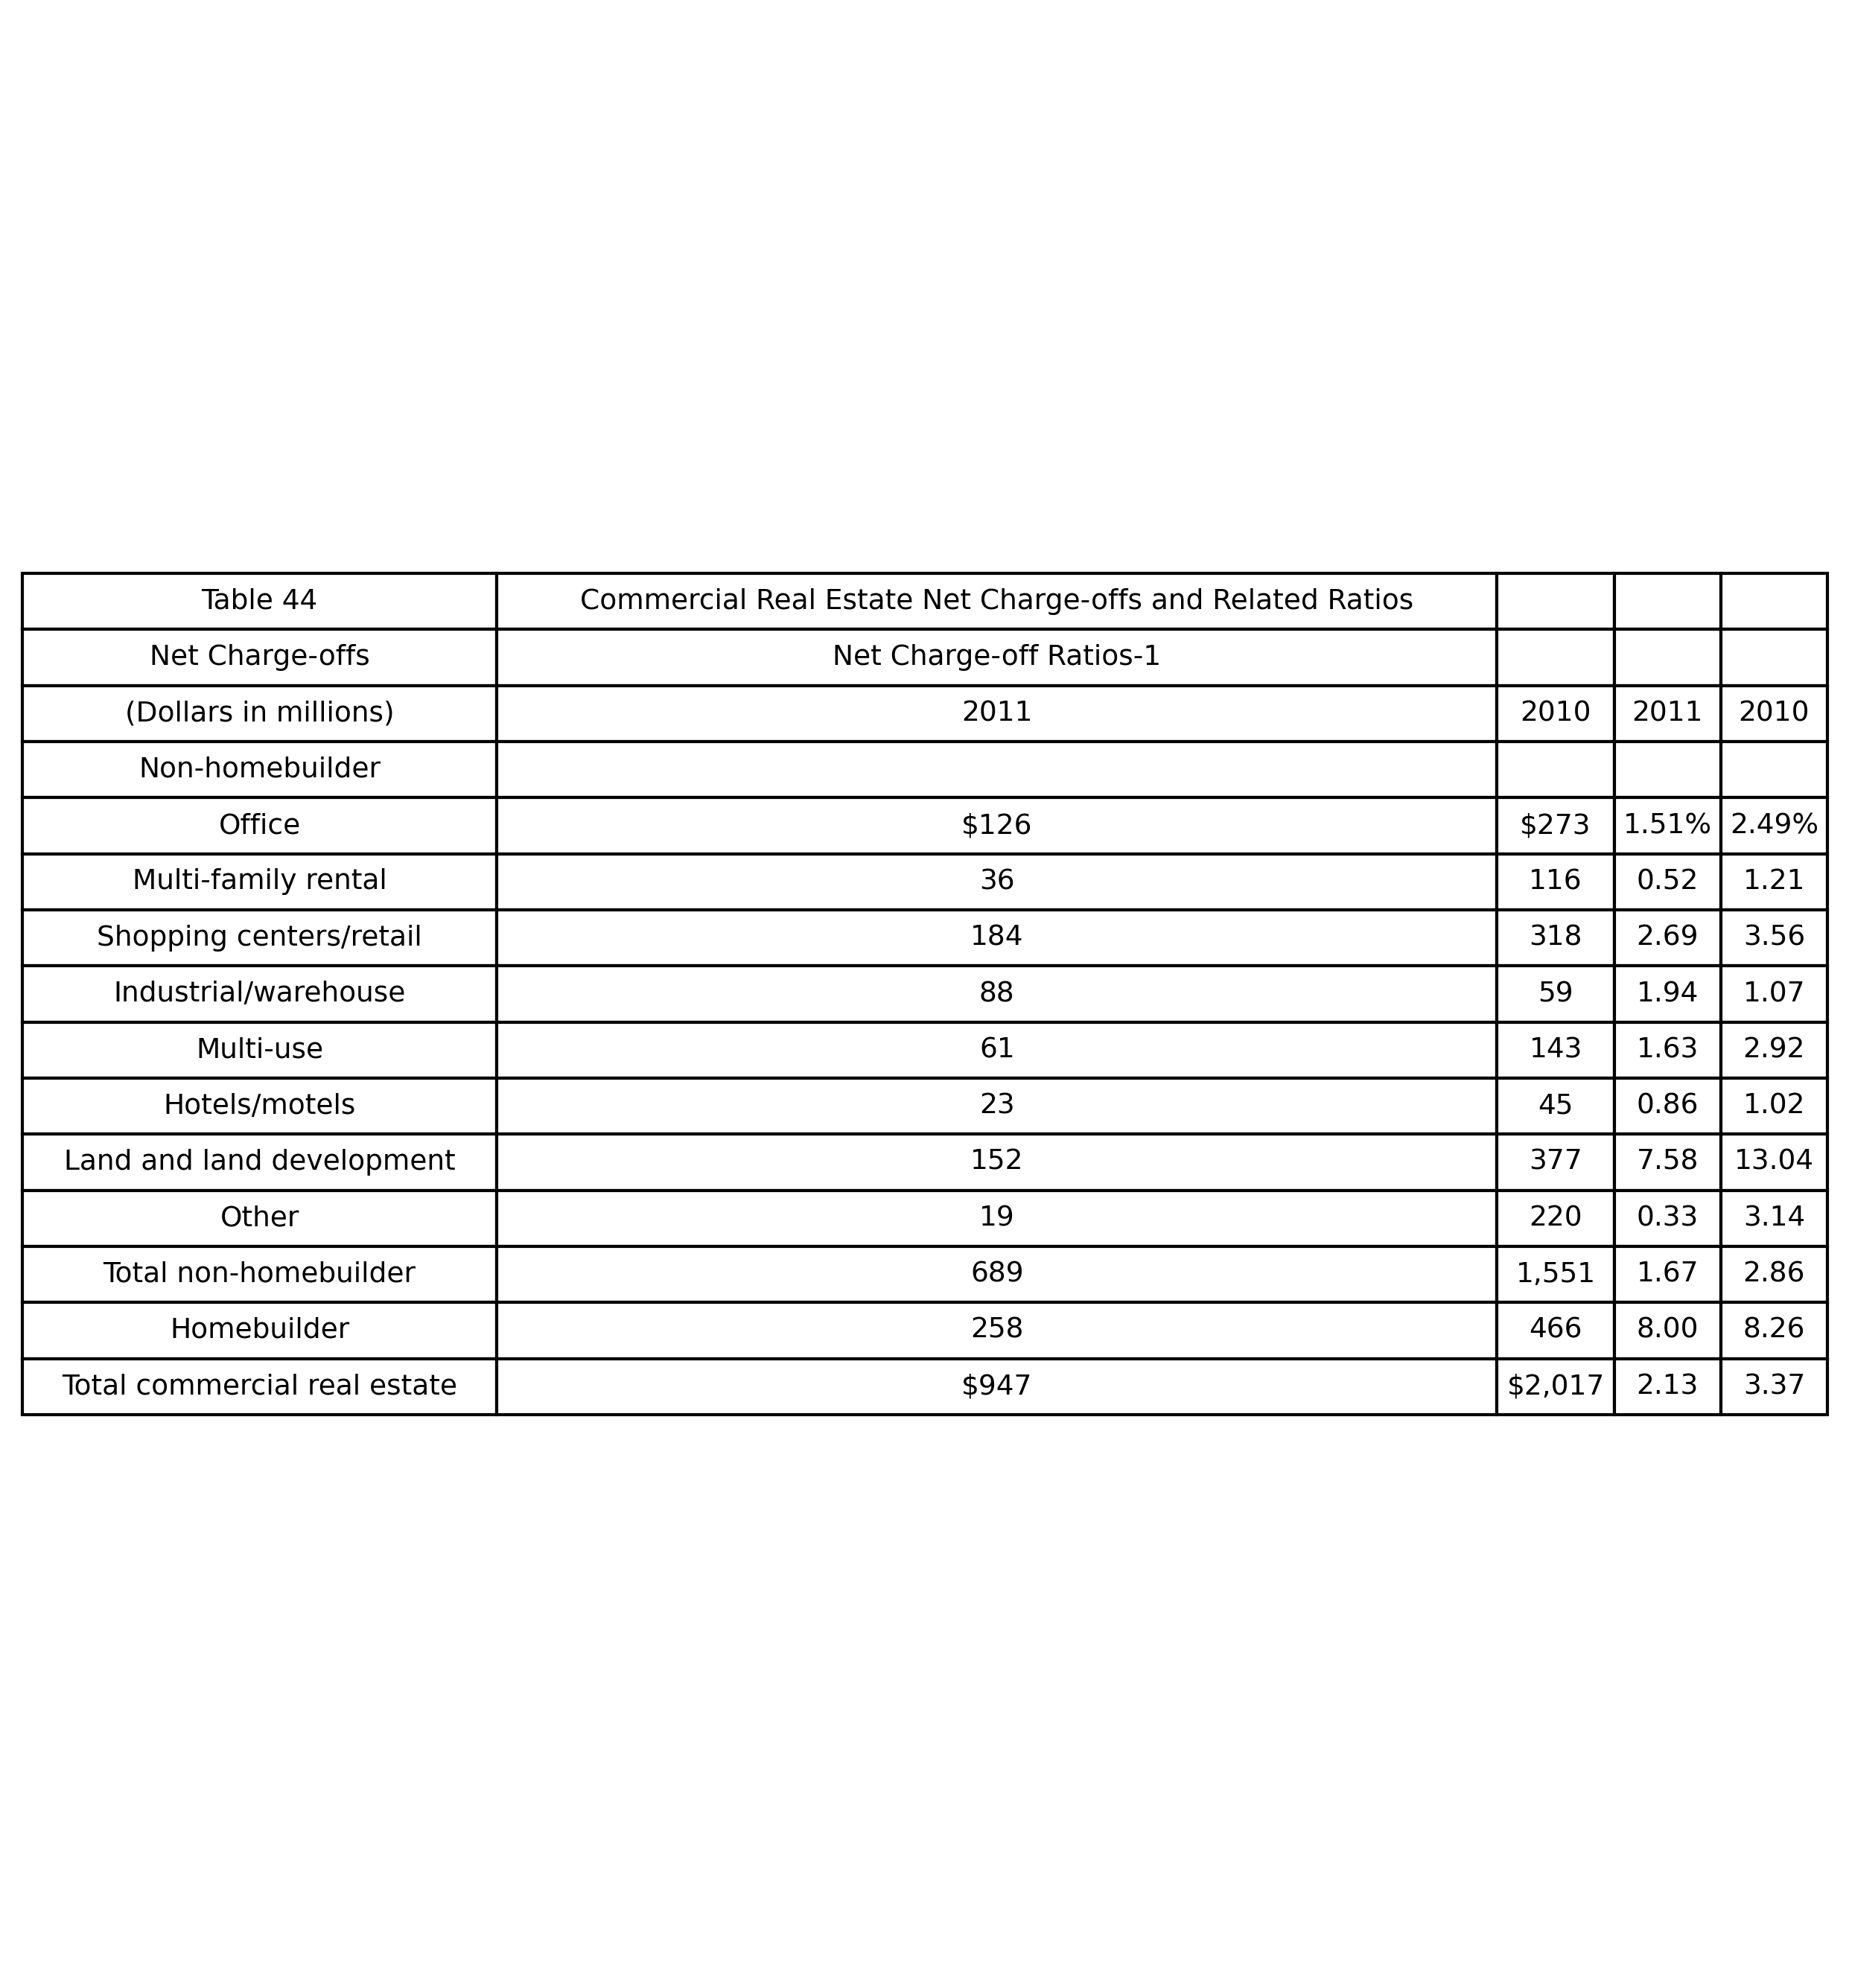 Table 44 Commercial Real Estate Net Charge-offs and Related Ratios
Net Charge-offs Net Charge-off Ratios-1
(Dollars in millions) 2011 2010 2011 2010
Non-homebuilder
Office $126 $273 1.51% 2.49%
Multi-family rental 36 116 0.52 1.21
Shopping centers/retail 184 318 2.69 3.56
Industrial/warehouse 88 59 1.94 1.07
Multi-use 61 143 1.63 2.92
Hotels/motels 23 45 0.86 1.02
Land and land development 152 377 7.58 13.04
Other 19 220 0.33 3.14
Total non-homebuilder 689 1,551 1.67 2.86
Homebuilder 258 466 8.00 8.26
Total commercial real estate $947 $2,017 2.13 3.37